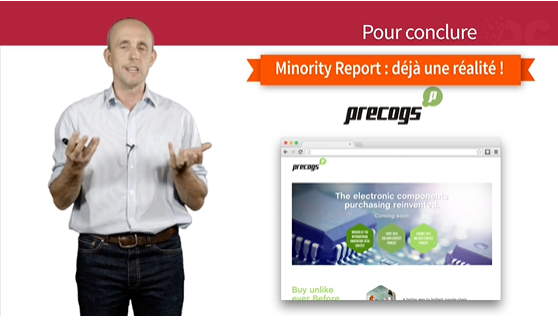 Pour conclure
Minority Report : déjà une réalité !
precogs p
precogs
The electronic components
purchasing reinvented.
Coming soon
Buy unlike
ever Before